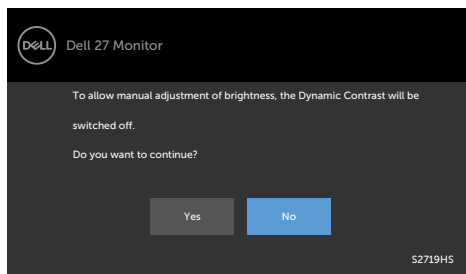 DELL
Dell 27 Monitor
To allow manual adjustment of brightness, the Dynamic Contrast will be
switched off.
Do you want to continue?
Yes
No
S2719HS